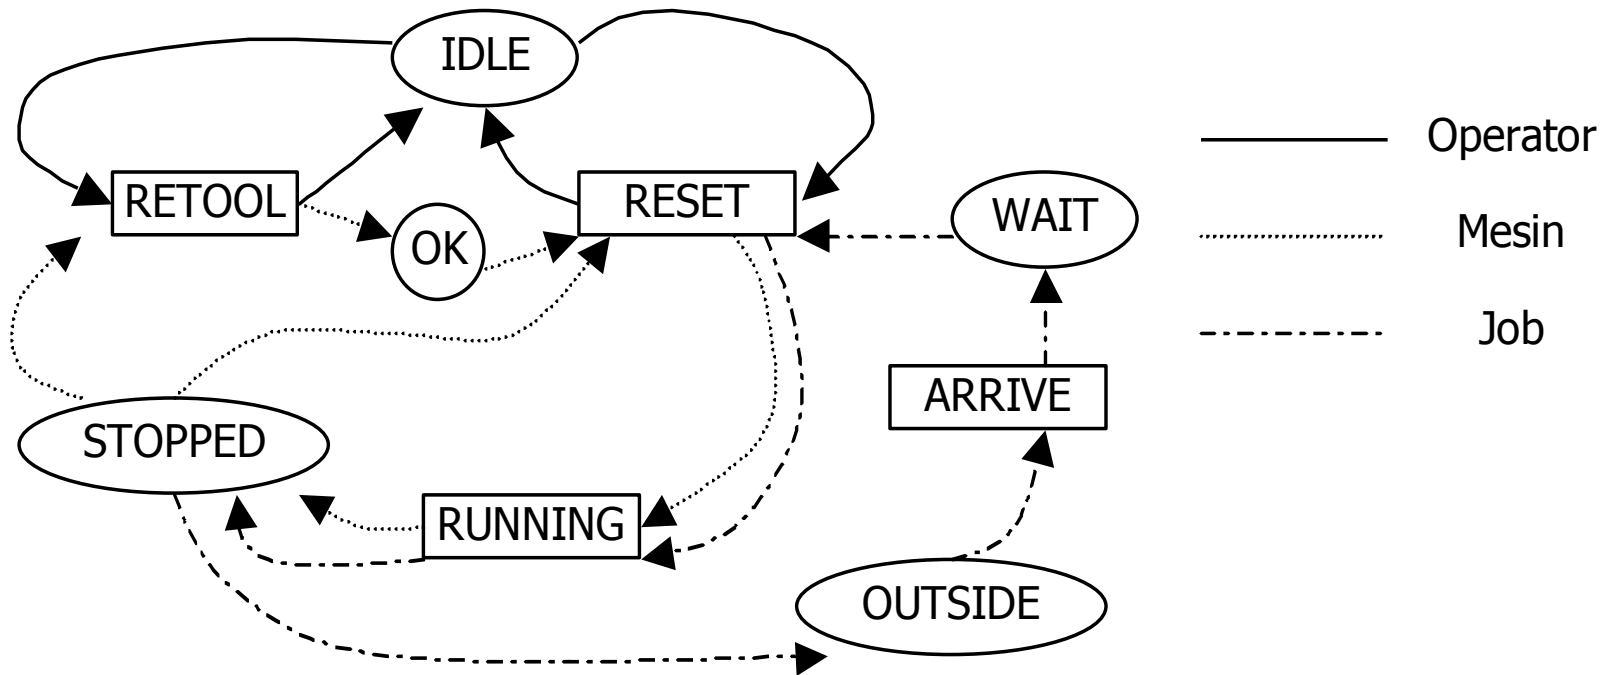 IDLE
Operator
RETOOL
RESET
WAIT
OK
Mesin
Job
ARRIVE
STOPPED
RUNNING
OUTSIDE